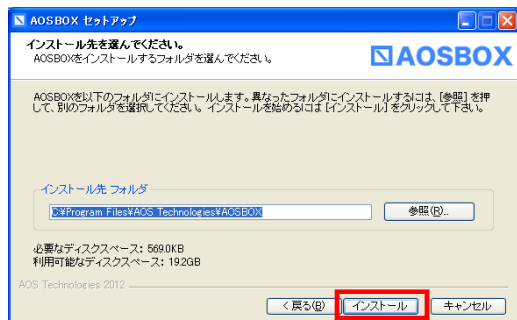 AOSBOX セットアップ
インストール先を選んでください。
AOSBOXをインストールするフォルダを選んでください。
AOSBOX
AOSBOXを以下のフォルダにインストールします。異なったフォルダにインストールするには、[参照] を押
して、別のフォルダを選択してください。 インストールを始めるには [インストール] をクリックして下さい。
インストール先 フォルダ
C:¥Program Files¥AOS Technologies¥AOSBOX
参照(R)...
必要なディスクスペース: 569.0KB
利用可能なディスクスペース: 19.2GB
AOS Technologies 2012
< 戻る(B)
インストール
キャンセル